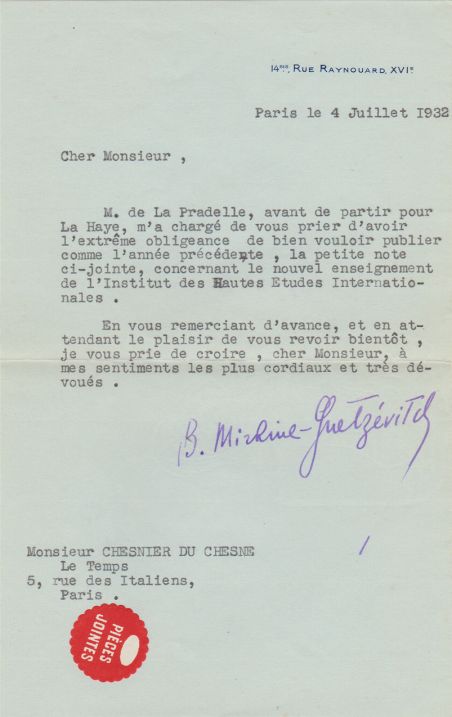 14bis, RUE RAYNOUARD, XVIe
Paris le 4 Juillet 1932
Cher Monsieur ,
M. de La Pradelle, avant de partir pour
La Haye, m'a chargé de vous prier d'avoir
l'extrême obligeance de bien vouloir publier
comme l'année précédente , la petite note
ci-jointe, concernant le nouvel enseignement
de l'Institut des Hautes Etudes Internatio-
nales .
En vous remerciant d'avance, et en at-
tendant le plaisir de vous revoir bientôt ,
je vous prie de croire , cher Monsieur, à
mes sentiments les plus cordiaux et très dé-
voués .
B. Mirkine-Guetzévitch
Monsieur CHESNIER DU CHESNE
Le Temps
5, rue des Italiens,
Paris .
PIÈCES
JOINTES